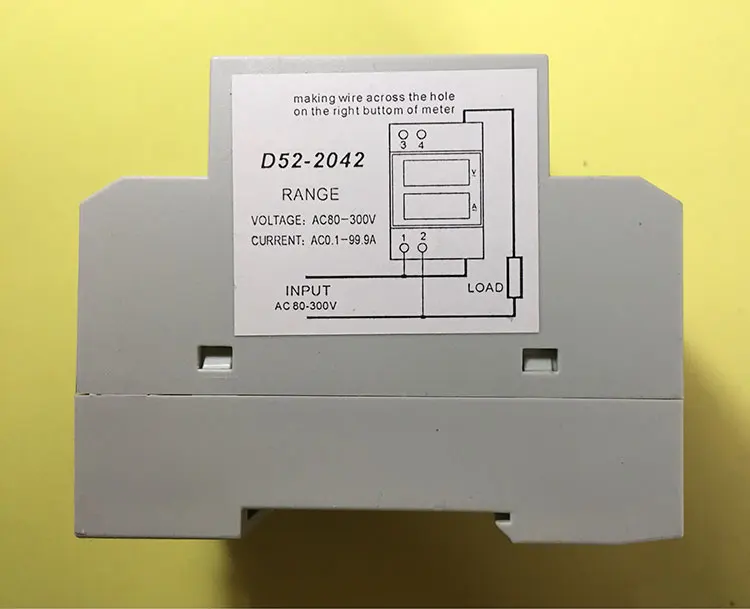 making wire across the hole
on the right buttom of meter
3 4
D52-2042
V
RANGE
A
VOLTAGE: AC80-300V
CURRENT: AC0.1-99.9A
1 2
INPUT
LOAD
AC 80-300V